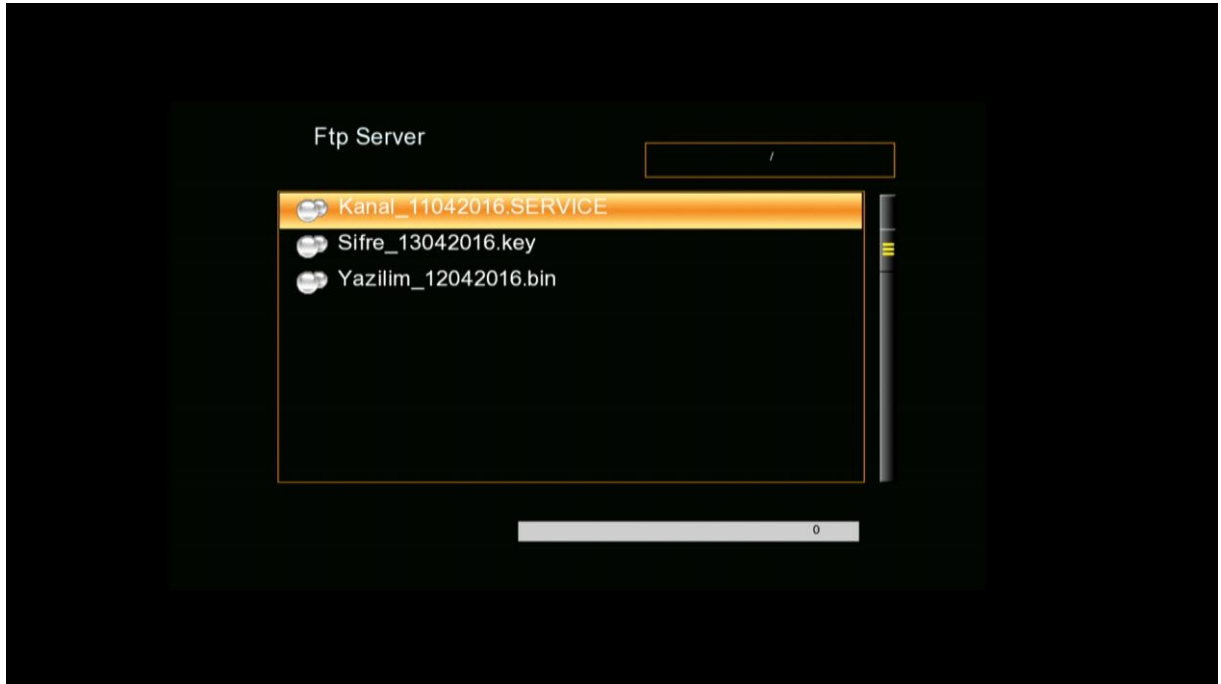 Ftp Server
/
Kanal_11042016.SERVICE
Sifre_13042016.key
Yazilim_12042016.bin
0